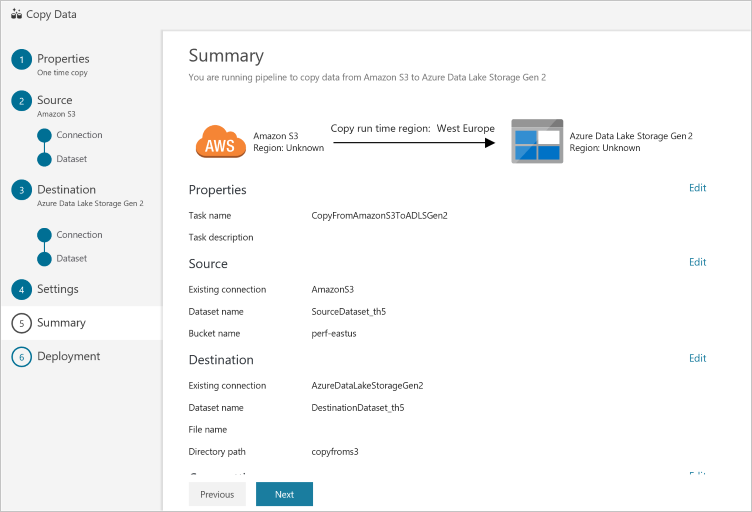 Copy Data
1 Properties
One time copy
2 Source
Amazon S3
Connection
Dataset
3 Destination
Azure Data Lake Storage Gen 2
Connection
Dataset
4 Settings
5 Summary
6 Deployment
Summary
You are running pipeline to copy data from Amazon S3 to Azure Data Lake Storage Gen 2
AWS
Amazon S3
Region: Unknown
Copy run time region: West Europe
Azure Data Lake Storage Gen 2
Region: Unknown
Properties Edit
Task name CopyFromAmazonS3ToADLSGen2
Task description
Source Edit
Existing connection AmazonS3
Dataset name SourceDataset_th5
Bucket name perf-eastus
Destination Edit
Existing connection AzureDataLakeStorageGen2
Dataset name DestinationDataset_th5
File name
Directory path copyfroms3
Edit
Previous Next